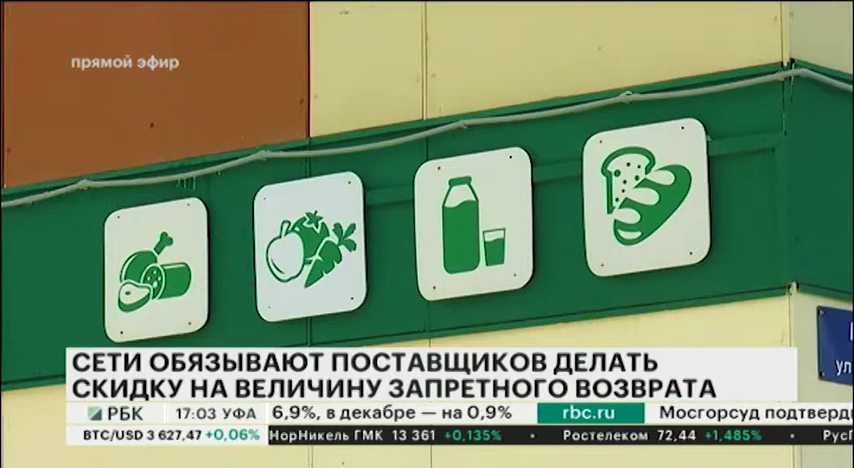 прямой эфир
СЕТИ ОБЯЗЫВАЮТ ПОСТАВЩИКОВ ДЕЛАТЬ
СКИДКУ НА ВЕЛИЧИНУ ЗАПРЕТНОГО ВОЗВРАТА
РБК 17:03 УФА 6,9%, в декабре — на 0,9% rbc.ru Мосгорсуд подтверд
BTC/USD 3 627,47 +0,06% НорНикель ГМК 13 361 +0,135% • Ростелеком 72,44 +1,485% • РусГ
ул